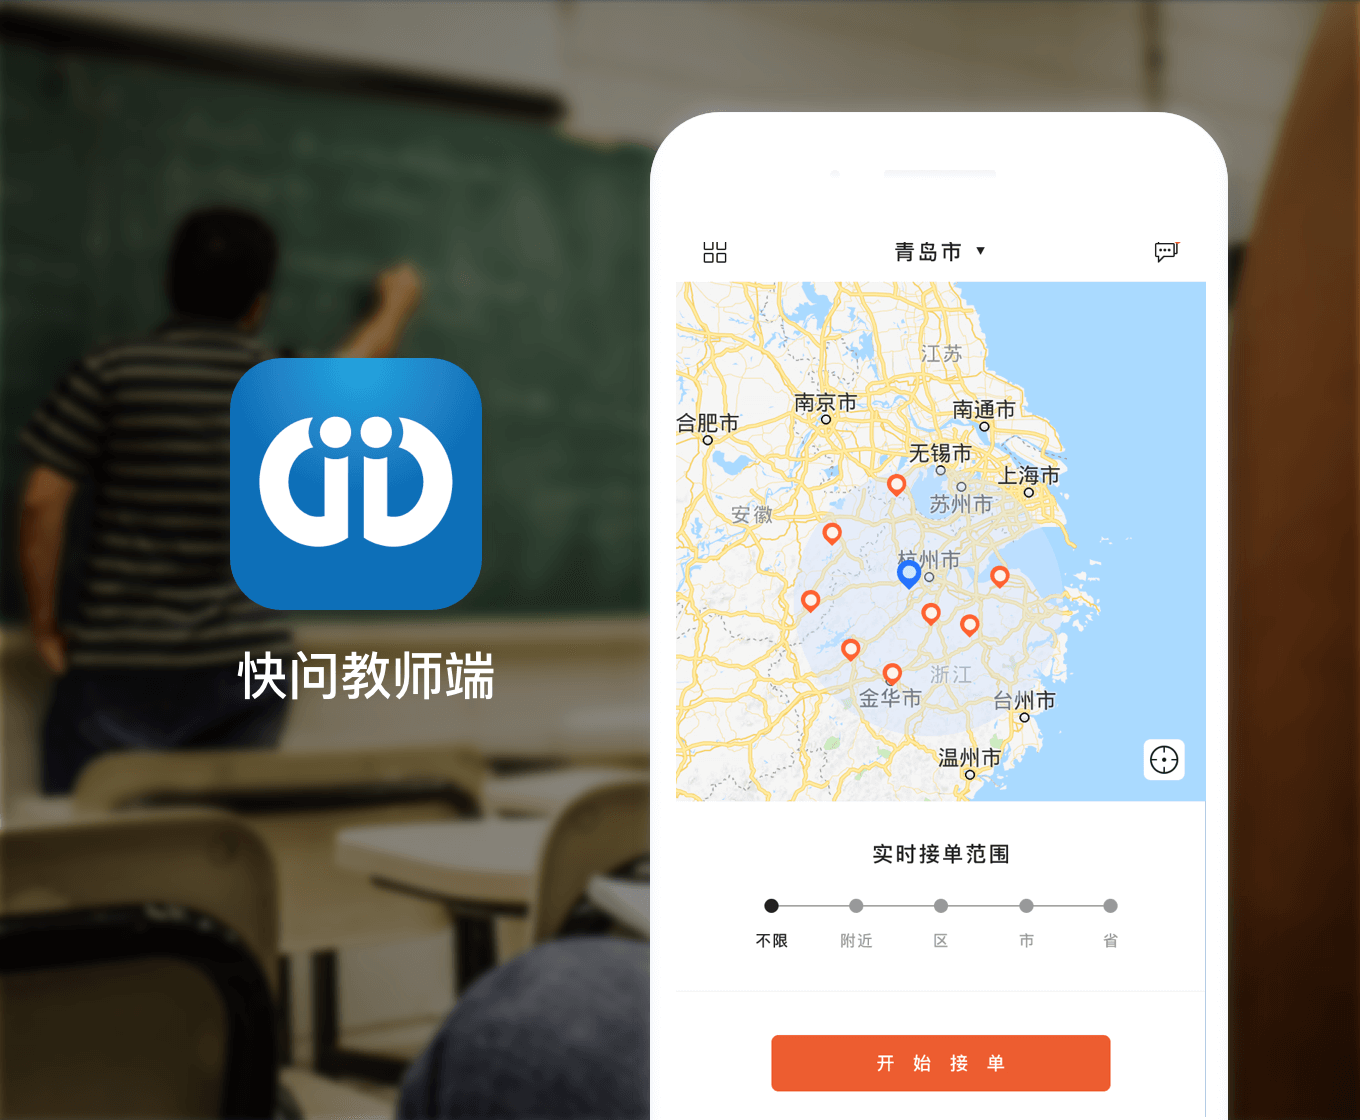 快问教师端
青岛市 ▼
江苏
南京市
南通市
合肥市
无锡市
上海市
苏州市
安徽
杭州市
浙江
金华市
台州市
温州市
实时接单范围
不限 附近 区 市 省
开始接单